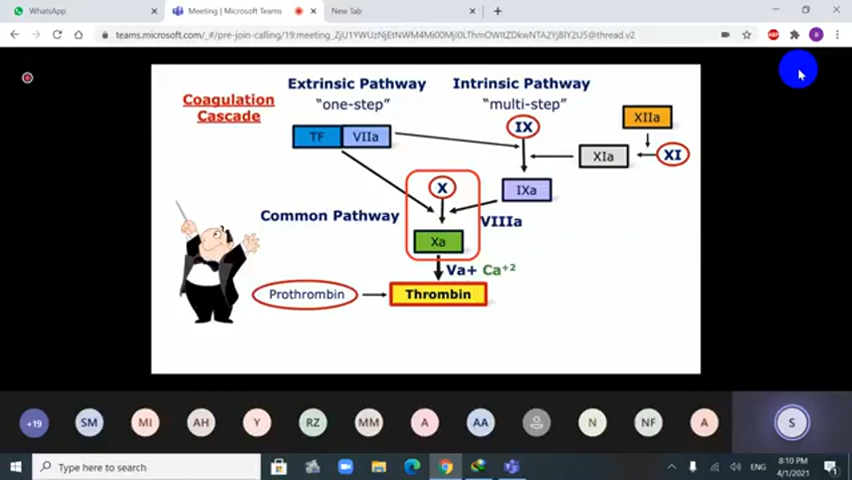 WhatsApp
Meeting | Microsoft Teams
New Tab
teams.microsoft.com/_#/pre-join-calling/19:meeting_ZjU1YWUzNjEtNWM4Mi00MjI0LThmOWItZDkwNTA2YjBlY2U5@thread.v2
Extrinsic Pathway
Intrinsic Pathway
Coagulation
Cascade
"one-step"
"multi-step"
XIIa
TF
VIIa
IX
XIa
XI
X
IXa
Common Pathway
VIIIa
Xa
Va+ Ca+2
Prothrombin
Thrombin
+19
SM
MI
AH
Y
RZ
MM
A
AA
N
NF
A
S
Type here to search
ENG
8:10 PM
4/1/2021